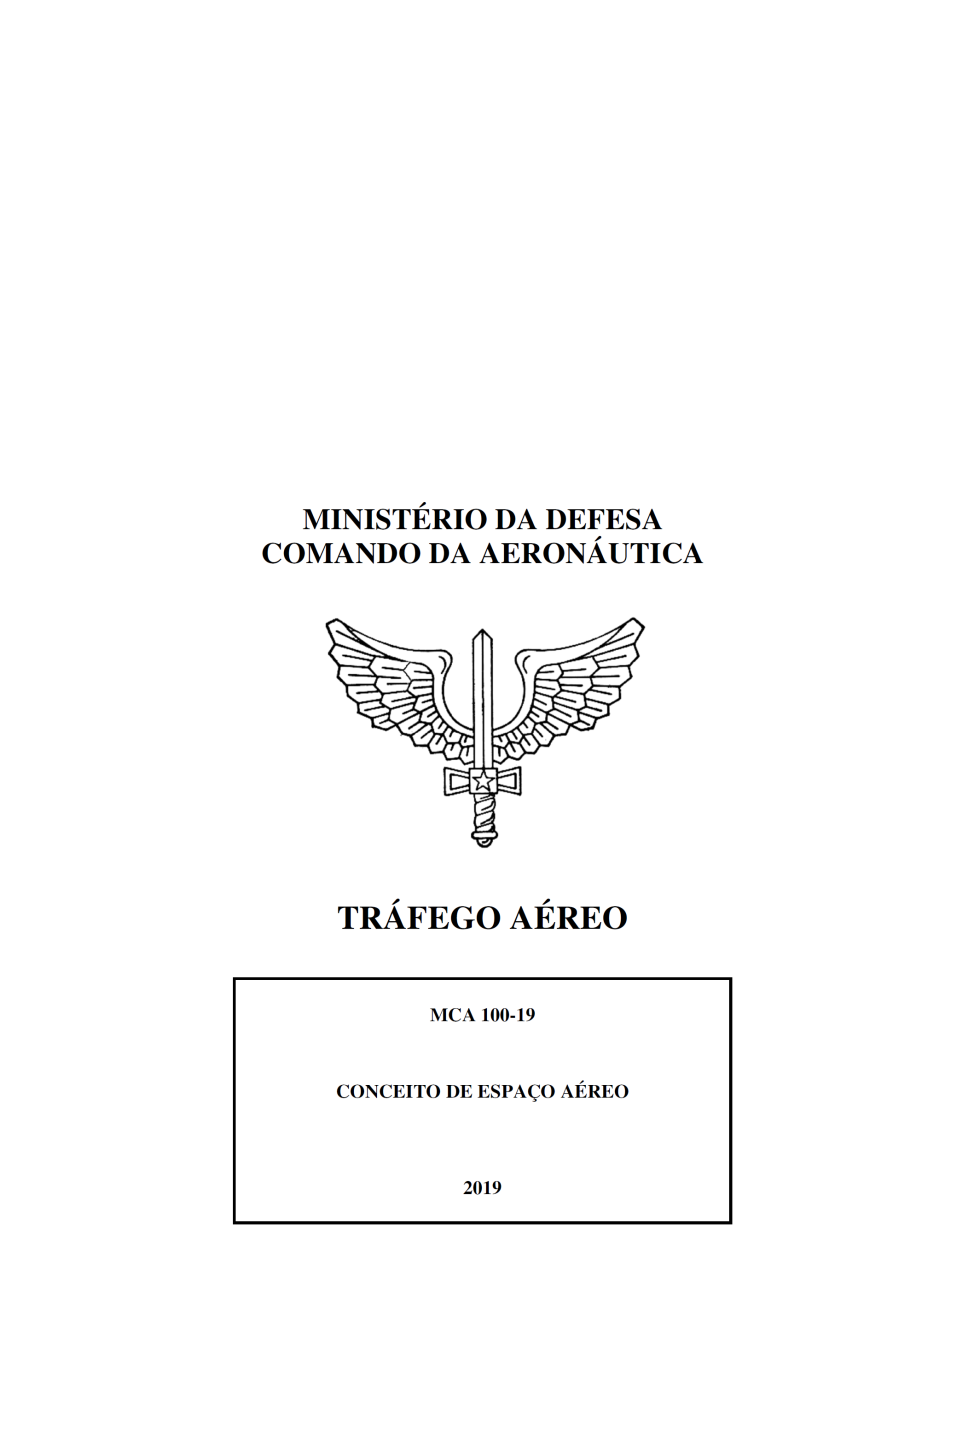 MINISTÉRIO DA DEFESA
COMANDO DA AERONÁUTICA
TRÁFEGO AÉREO
MCA 100-19
CONCEITO DE ESPAÇO AÉREO
2019